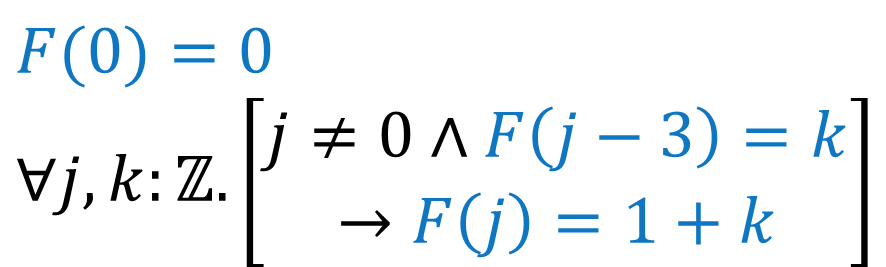 F(0) = 0
∀j, k: ℤ. [j ≠ 0 ∧ F(j − 3) = k
→ F(j) = 1 + k]